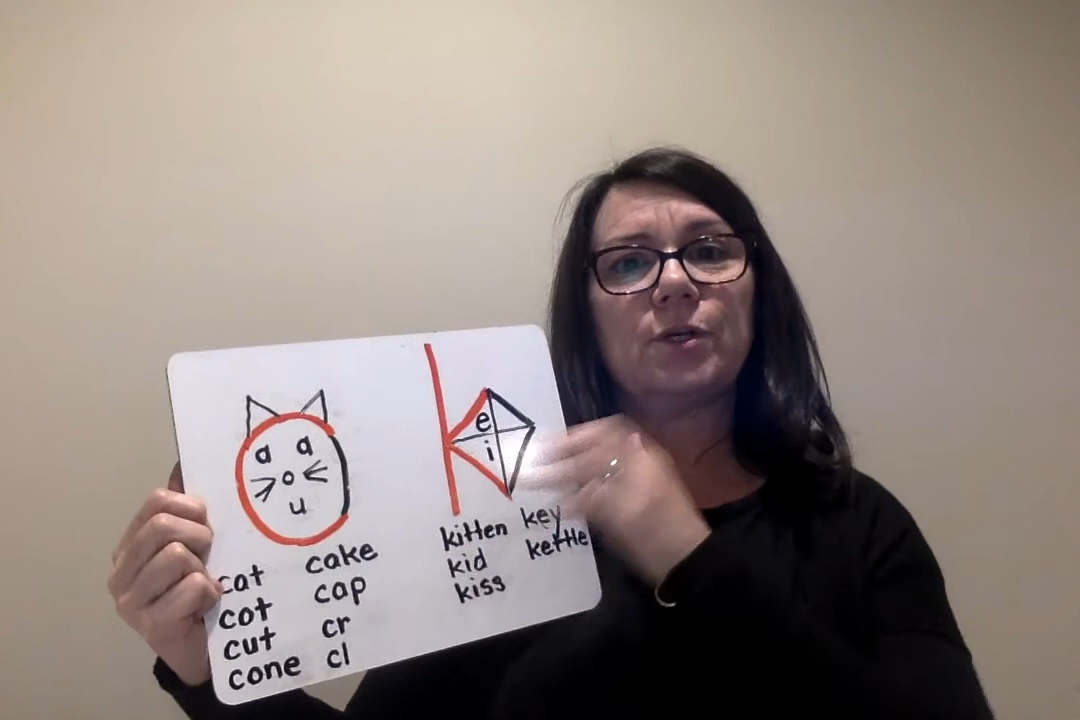 a a
o
u
k
e
i
cat cake
cot cap
cut cr
cone cl
kitten key
kid kettle
kiss